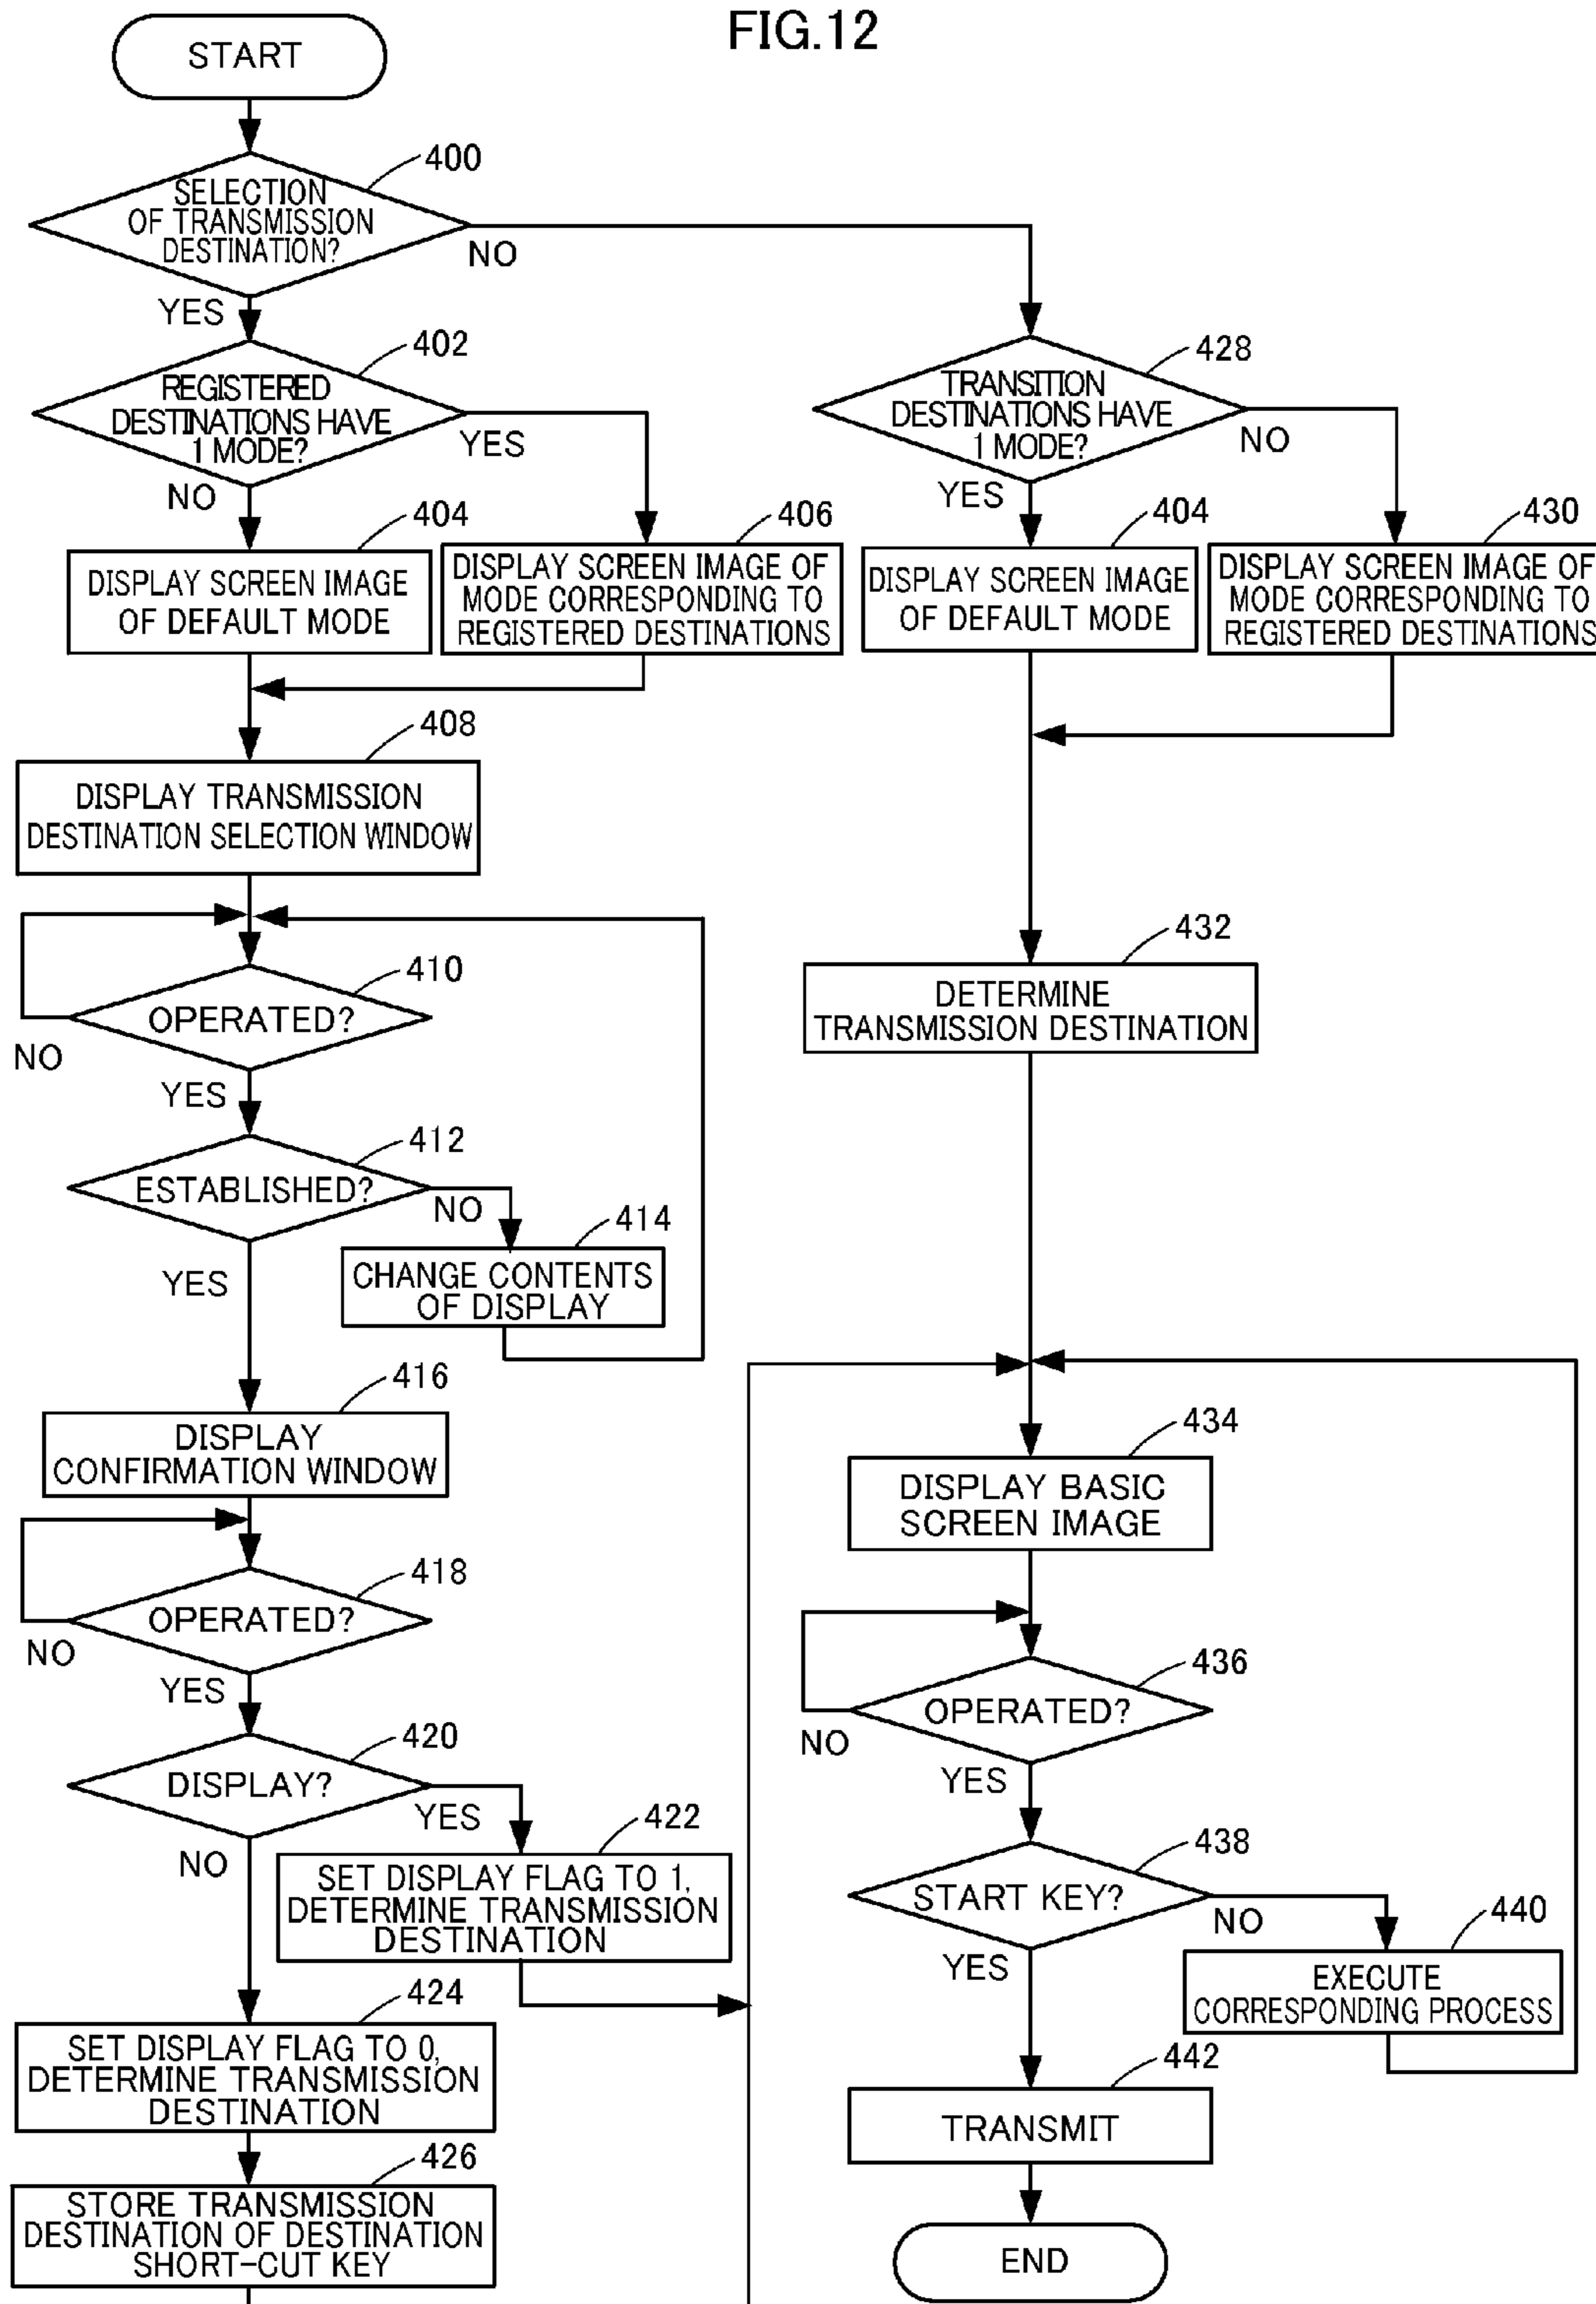 FIG.12
START
400
SELECTION
OF TRANSMISSION
DESTINATION?
NO
YES
402
REGISTERED
DESTINATIONS HAVE
1 MODE?
YES
NO
404
DISPLAY SCREEN IMAGE
OF DEFAULT MODE
406
DISPLAY SCREEN IMAGE OF
MODE CORRESPONDING TO
REGISTERED DESTINATIONS
408
DISPLAY TRANSMISSION
DESTINATION SELECTION WINDOW
410
OPERATED?
NO
YES
412
ESTABLISHED?
NO
YES
414
CHANGE CONTENTS
OF DISPLAY
416
DISPLAY
CONFIRMATION WINDOW
418
OPERATED?
NO
YES
420
DISPLAY?
YES
NO
422
SET DISPLAY FLAG TO 1,
DETERMINE TRANSMISSION
DESTINATION
424
SET DISPLAY FLAG TO 0,
DETERMINE TRANSMISSION
DESTINATION
426
STORE TRANSMISSION
DESTINATION OF DESTINATION
SHORT-CUT KEY
428
TRANSITION
DESTINATIONS HAVE
1 MODE?
NO
YES
404
DISPLAY SCREEN IMAGE
OF DEFAULT MODE
430
DISPLAY SCREEN IMAGE OF
MODE CORRESPONDING TO
REGISTERED DESTINATIONS
432
DETERMINE
TRANSMISSION DESTINATION
434
DISPLAY BASIC
SCREEN IMAGE
436
OPERATED?
NO
YES
438
START KEY?
NO
YES
440
EXECUTE
CORRESPONDING PROCESS
442
TRANSMIT
END